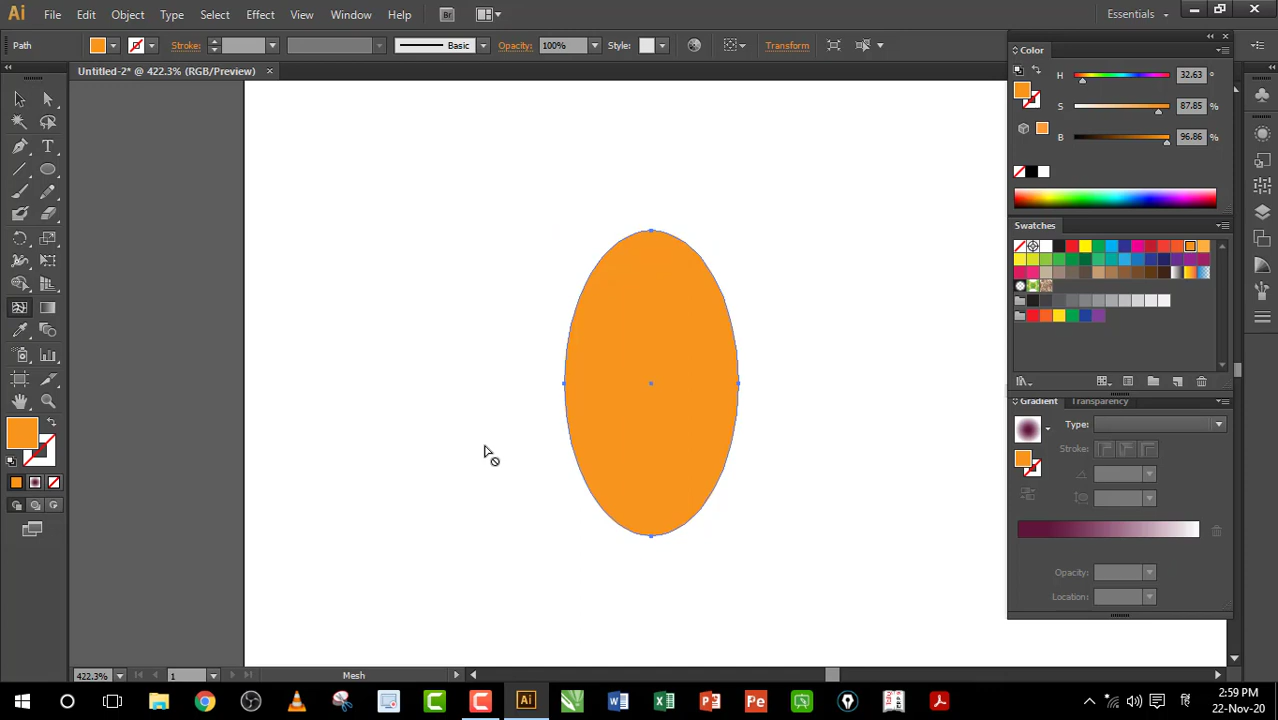 Ai File Edit Object Type Select Effect View Window Help Br Essentials
Path Stroke: Basic Opacity: 100% Style: Transform
Untitled-2* @ 422.3% (RGB/Preview)
Color
H 32.63 °
S 87.85 %
B 96.86 %
Swatches
Gradient Transparency
Type:
Stroke:
Opacity:
Location:
422.3% 1 Mesh
2:59 PM
22-Nov-20